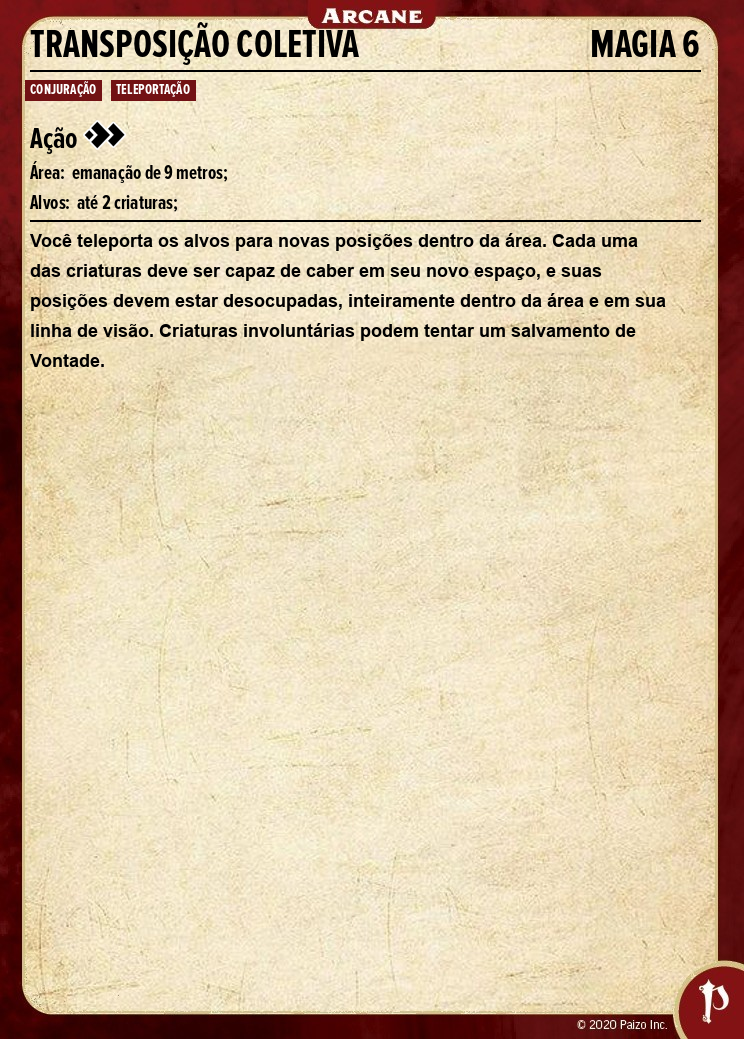 ARCANE
TRANSPOSIÇÃO COLETIVA MAGIA 6
CONJURAÇÃO TELEPORTAÇÃO
Ação
Área: emanação de 9 metros;
Alvos: até 2 criaturas;
Você teleporta os alvos para novas posições dentro da área. Cada uma
das criaturas deve ser capaz de caber em seu novo espaço, e suas
posições devem estar desocupadas, inteiramente dentro da área e em sua
linha de visão. Criaturas involuntárias podem tentar um salvamento de
Vontade.
© 2020 Paizo Inc.